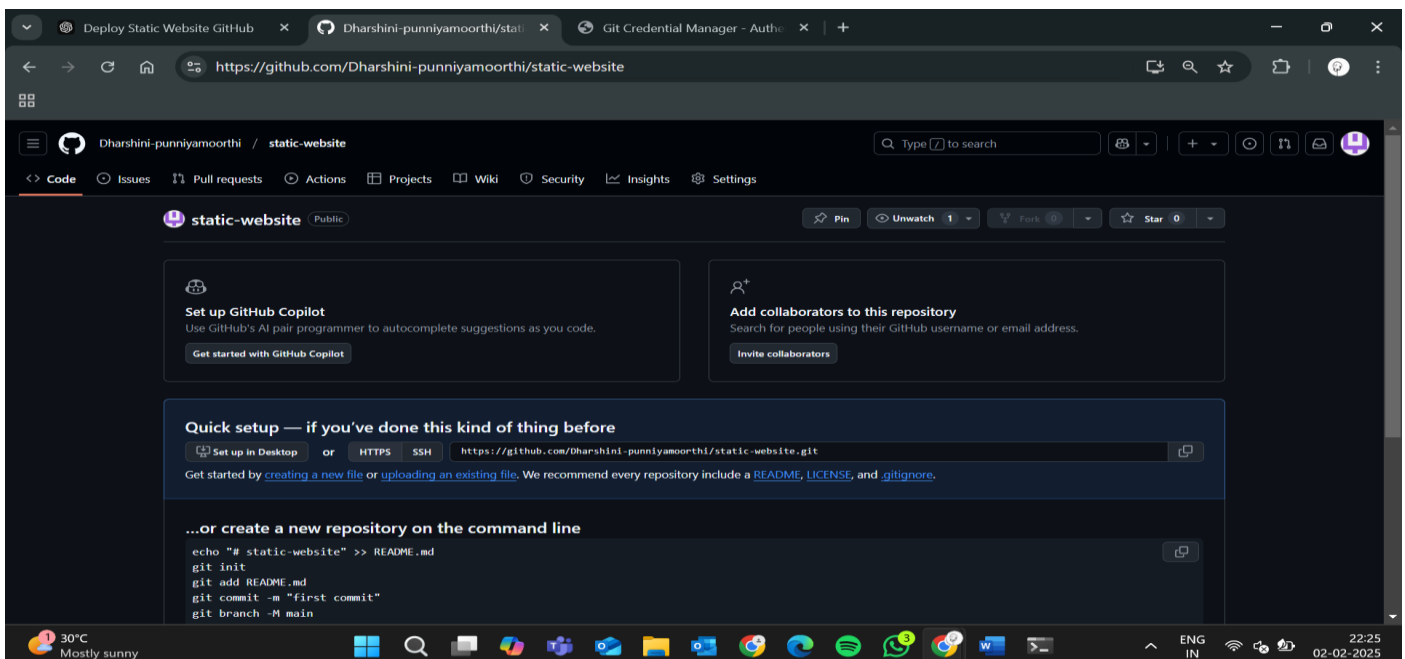 Deploy Static Website GitHub
Dharshini-punniyamoorthi/stati
Git Credential Manager - Authe
https://github.com/Dharshini-punniyamoorthi/static-website
Dharshini-punniyamoorthi / static-website
Type / to search
Code Issues Pull requests Actions Projects Wiki Security Insights Settings
static-website Public
Pin Unwatch 1 Fork 0 Star 0
Set up GitHub Copilot
Use GitHub's AI pair programmer to autocomplete suggestions as you code.
Get started with GitHub Copilot
Add collaborators to this repository
Search for people using their GitHub username or email address.
Invite collaborators
Quick setup — if you've done this kind of thing before
Set up in Desktop or HTTPS SSH https://github.com/Dharshini-punniyamoorthi/static-website.git
Get started by creating a new file or uploading an existing file. We recommend every repository include a README, LICENSE, and .gitignore.
...or create a new repository on the command line
echo "# static-website" >> README.md
git init
git add README.md
git commit -m "first commit"
git branch -M main
1
30°C
Mostly sunny
3
ENG
IN
22:25
02-02-2025